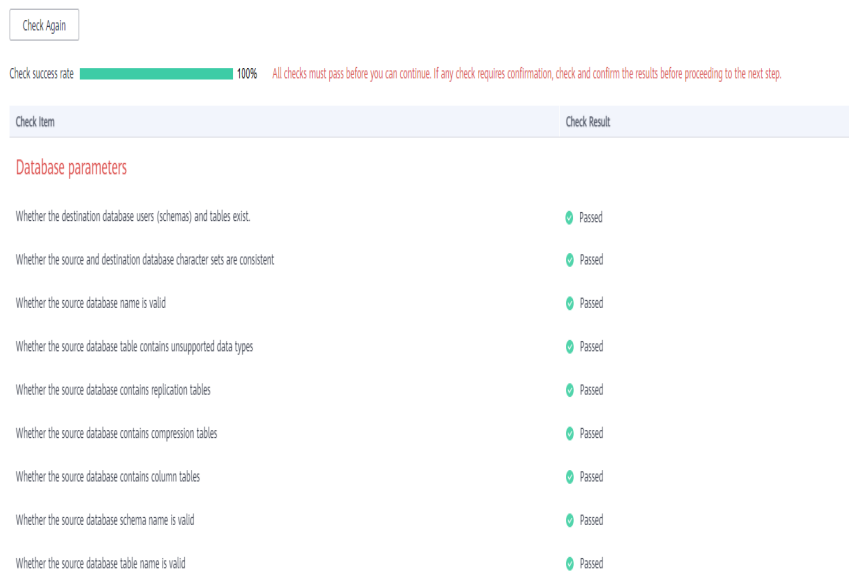 Check Again
Check success rate 100% All checks must pass before you can continue. If any check requires confirmation, check and confirm the results before proceeding to the next step.
Check Item Check Result
Database parameters
Whether the destination database users (schemas) and tables exist. Passed
Whether the source and destination database character sets are consistent Passed
Whether the source database name is valid Passed
Whether the source database table contains unsupported data types Passed
Whether the source database contains replication tables Passed
Whether the source database contains compression tables Passed
Whether the source database contains column tables Passed
Whether the source database schema name is valid Passed
Whether the source database table name is valid Passed